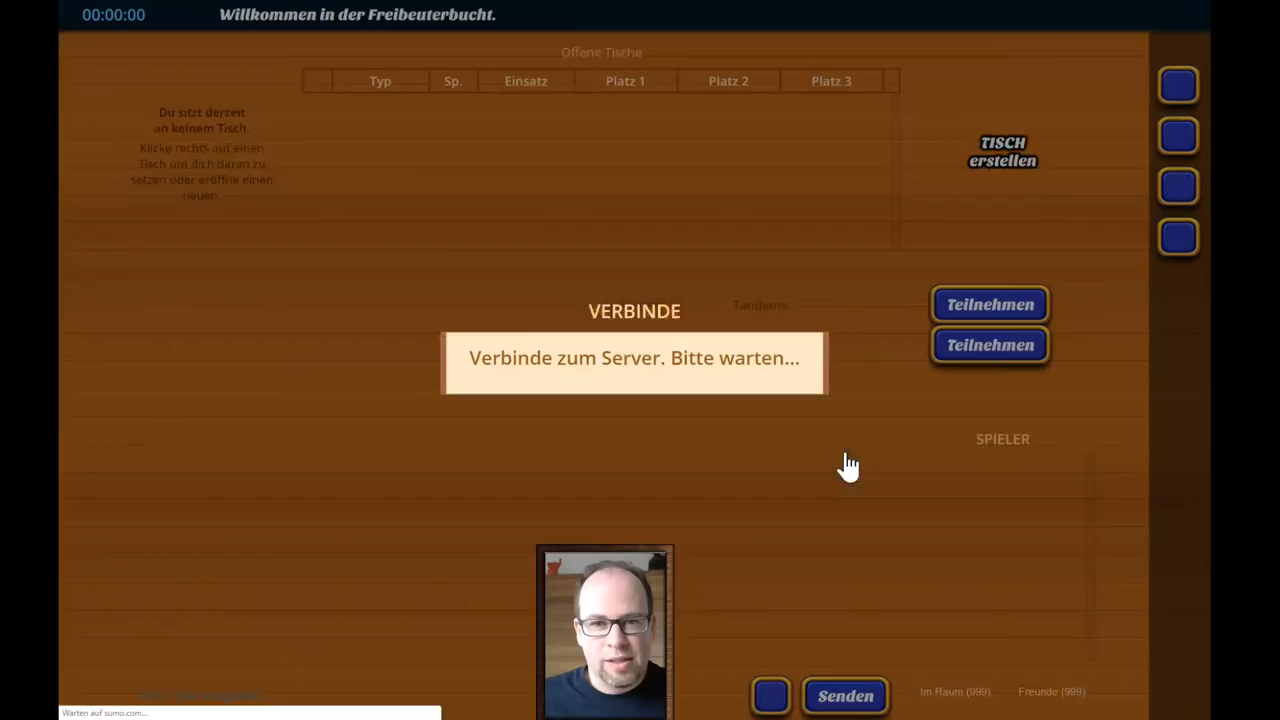 00:00:00
Willkommen in der Freibeuterbucht.
Offene Tische
Typ Sp. Einsatz Platz 1 Platz 2 Platz 3
Du sitzt derzeit
an keinem Tisch.
Klicke rechts auf einen
Tisch um dich daran zu
setzen oder eröffne einen
neuen.
TISCH
erstellen
VERBINDE
Tandems
Teilnehmen
Verbinde zum Server. Bitte warten...
Teilnehmen
SPIELER
Senden
Im Raum (999)
Freunde (999)
Warten auf sumo.com...